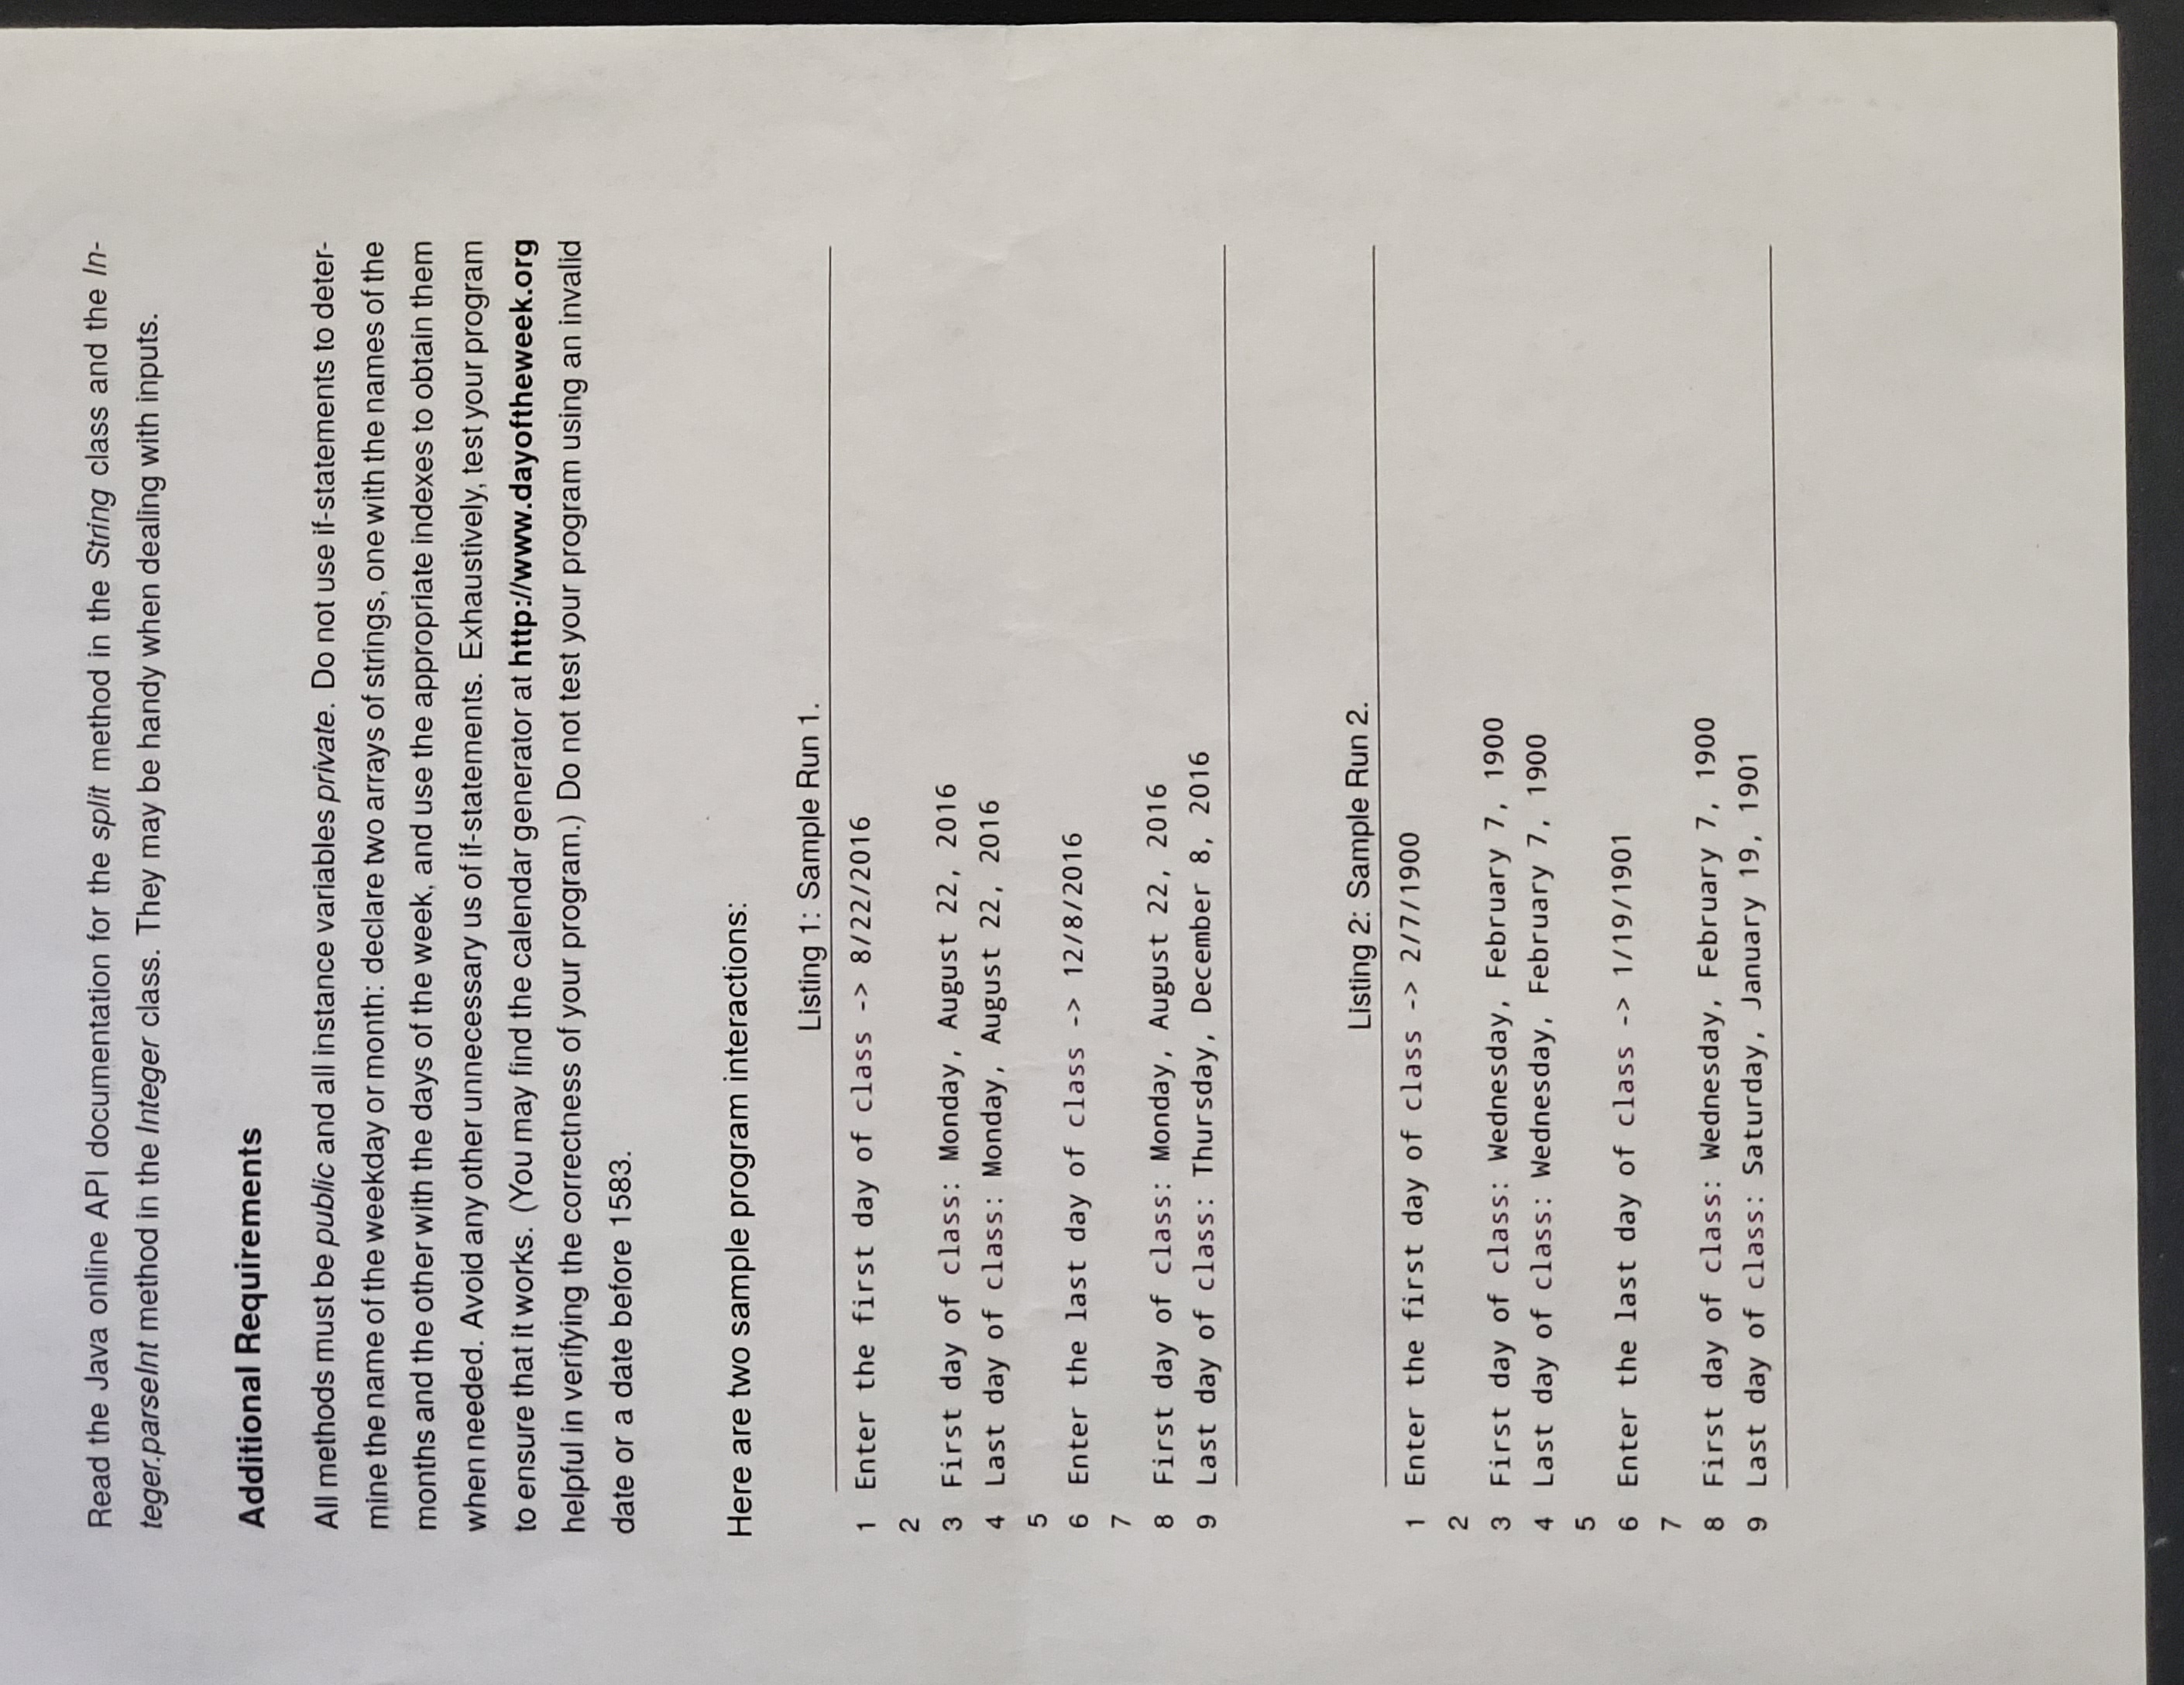 Read the Java online API documentation for the split method in the String class and the In-
teger.parseInt method in the Integer class. They may be handy when dealing with inputs.
Additional Requirements
All methods must be public and all instance variables private. Do not use if-statements to deter-
mine the name of the weekday or month: declare two arrays of strings, one with the names of the
months and the other with the days of the week, and use the appropriate indexes to obtain them
when needed. Avoid any other unnecessary us of if-statements. Exhaustively, test your program
to ensure that it works. (You may find the calendar generator at http://www.dayoftheweek.org
helpful in verifying the correctness of your program.) Do not test your program using an invalid
date or a date before 1583.
Here are two sample program interactions:
Listing 1: Sample Run 1.
1 Enter the first day of class -> 8/22/2016
2
3 First day of class: Monday, August 22, 2016
4 Last day of class: Monday, August 22, 2016
5
6 Enter the last day of class -> 12/8/2016
7
8 First day of class: Monday, August 22, 2016
9 Last day of class: Thursday, December 8, 2016
Listing 2: Sample Run 2.
1 Enter the first day of class -> 2/7/1900
2
3 First day of class: Wednesday, February 7, 1900
4 Last day of class: Wednesday, February 7, 1900
5
6 Enter the last day of class -> 1/19/1901
7
8 First day of class: Wednesday, February 7, 1900
9 Last day of class: Saturday, January 19, 1901